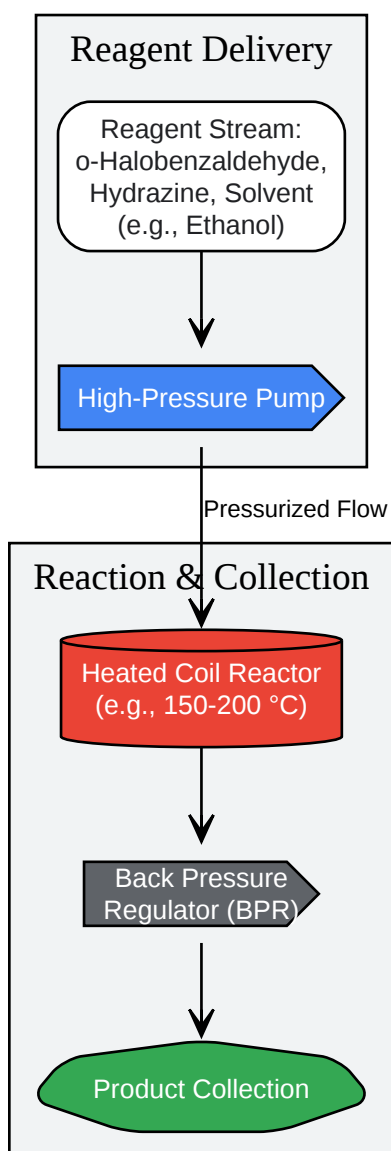 Reagent Delivery
Reagent Stream:
o-Halobenzaldehyde,
Hydrazine, Solvent
(e.g., Ethanol)
High-Pressure Pump
Pressurized Flow
Reaction & Collection
Heated Coil Reactor
(e.g., 150-200 °C)
Back Pressure
Regulator (BPR)
Product Collection